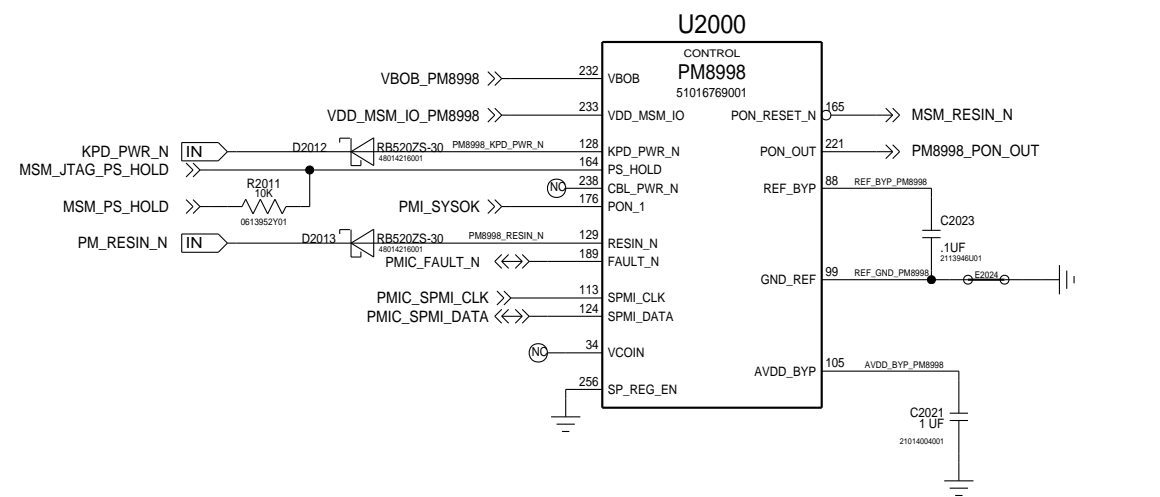 U2000
CONTROL
PM8998
51016769001
VBOB_PM8998 232 VBOB
VDD_MSM_IO_PM8998 233 VDD_MSM_IO PON_RESET_N 165 MSM_RESIN_N
KPD_PWR_N IN D2012 RB520ZS-30 PM8998_KPD_PWR_N 128 KPD_PWR_N PON_OUT 221 PM8998_PON_OUT
48014216001
MSM_JTAG_PS_HOLD 164 PS_HOLD
R2011
10K
NC 238 CBL_PWR_N REF_BYP 88 REF_BYP_PM8998
MSM_PS_HOLD PMI_SYSOK 176 PON_1
0613952Y01
C2023
.1UF
2113946U01
PM_RESIN_N IN D2013 RB520ZS-30 PM8998_RESIN_N 129 RESIN_N
48014216001
PMIC_FAULT_N 189 FAULT_N
GND_REF 99 REF_GND_PM8998 E2024
PMIC_SPMI_CLK 113 SPMI_CLK
PMIC_SPMI_DATA 124 SPMI_DATA
NC 34 VCOIN
AVDD_BYP 105 AVDD_BYP_PM8998
256 SP_REG_EN
C2021
1 UF
21014004001